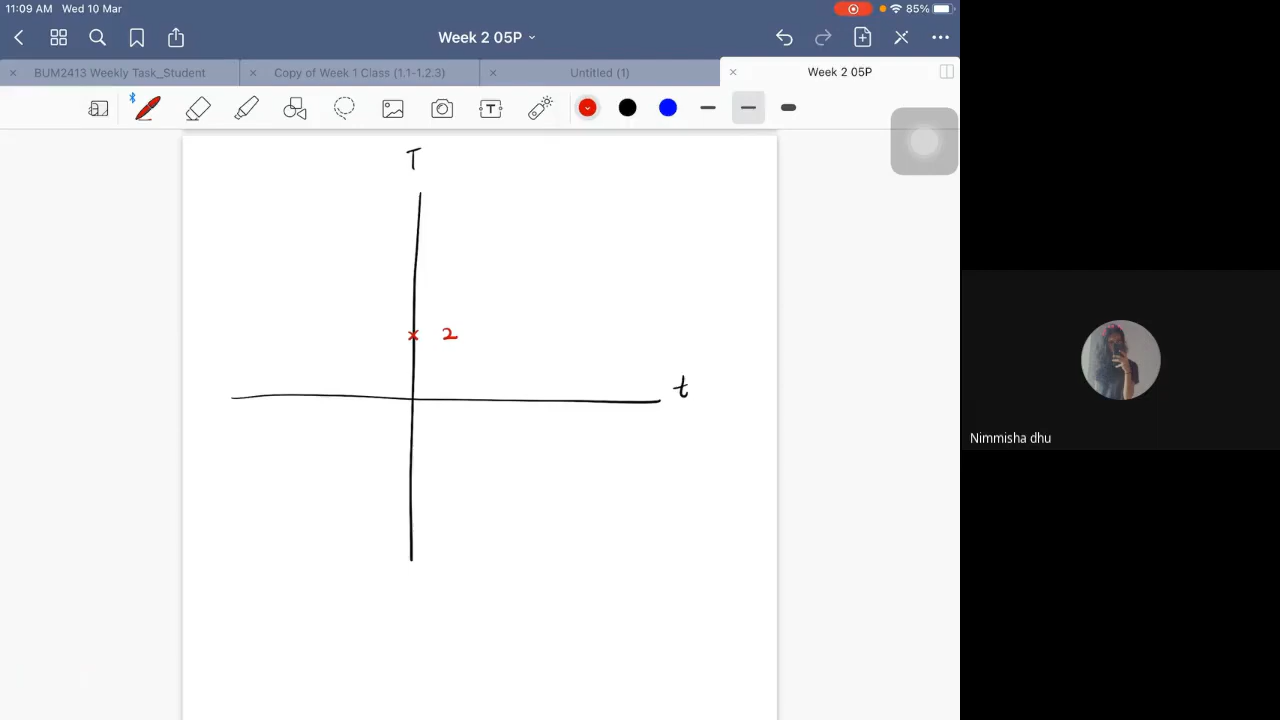 11:09 AM Wed 10 Mar 85%
Week 2 05P
BUM2413 Weekly Task_Student Copy of Week 1 Class (1.1-1.2.3) Untitled (1) Week 2 05P
T
T
2
t
Nimmisha dhu